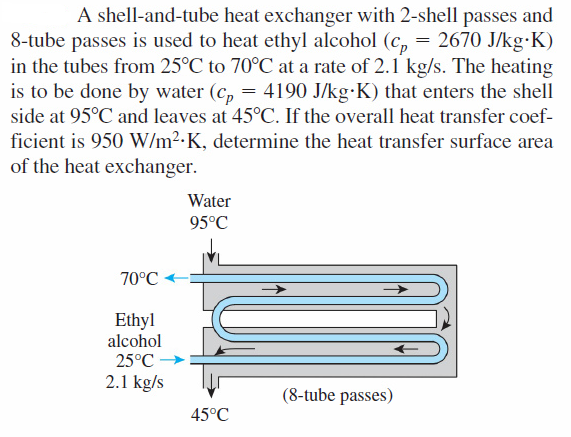 A shell-and-tube heat exchanger with 2-shell passes and
8-tube passes is used to heat ethyl alcohol (cₚ = 2670 J/kg·K)
in the tubes from 25°C to 70°C at a rate of 2.1 kg/s. The heating
is to be done by water (cₚ = 4190 J/kg·K) that enters the shell
side at 95°C and leaves at 45°C. If the overall heat transfer coef-
ficient is 950 W/m²·K, determine the heat transfer surface area
of the heat exchanger.
Water
95°C
70°C
Ethyl
alcohol
25°C
2.1 kg/s
(8-tube passes)
45°C